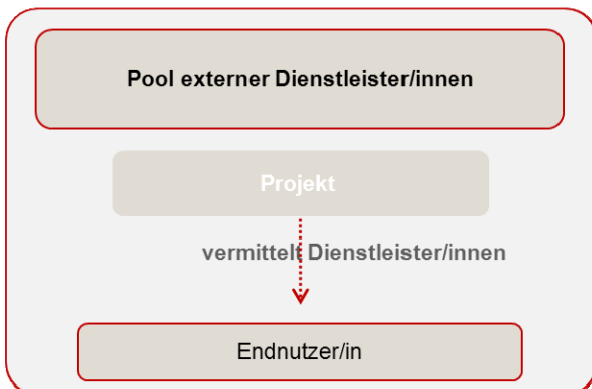 Pool externer Dienstleister/innen
Projekt
vermittelt Dienstleister/innen
Endnutzer/in